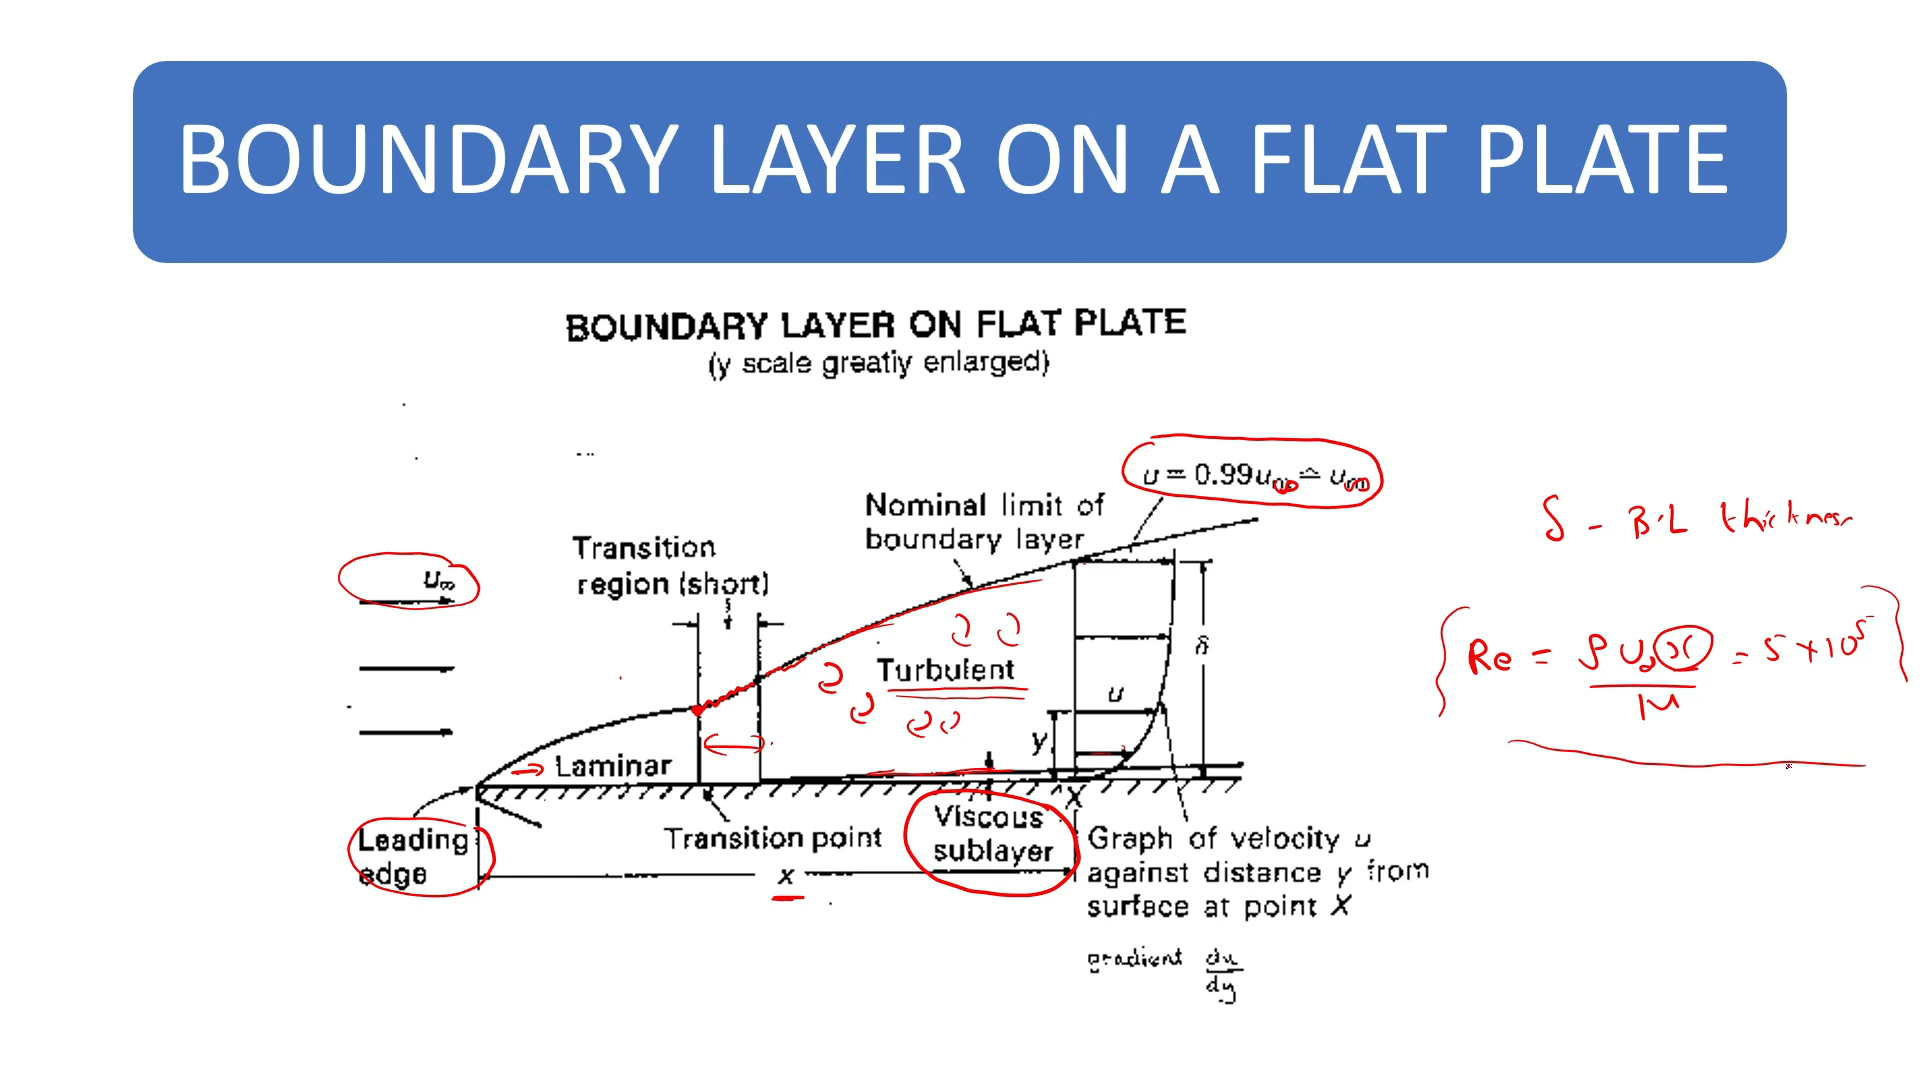 BOUNDARY LAYER ON A FLAT PLATE
BOUNDARY LAYER ON FLAT PLATE
(y scale greatly enlarged)
u = 0.99u∞ ≏ u∞
Nominal limit of
boundary layer
Transition
region (short)
u∞
δ - B.L thickness
Re = ρ U∞ x / μ = 5 × 10^5
δ
Turbulent
u
y
Laminar
X
Leading
edge
Transition point
Viscous
sublayer
x
Graph of velocity u
against distance y from
surface at point X
gradient du/dy